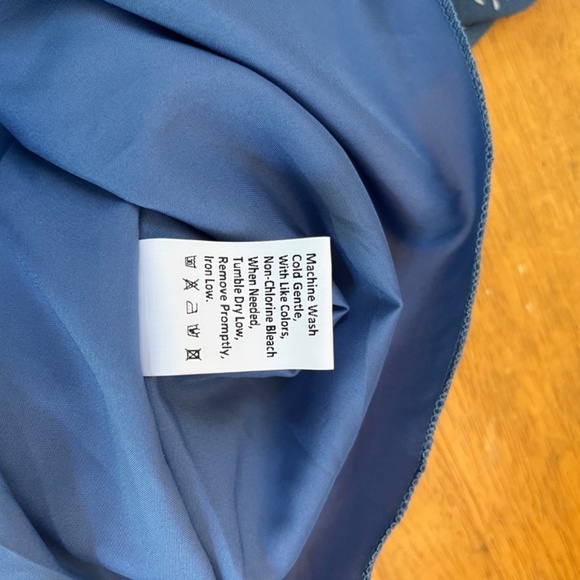 Machine Wash
Cold Gentle,
With Like Colors,
Non-Chlorine Bleach
When Needed,
Tumble Dry Low,
Remove Promptly,
Iron Low.